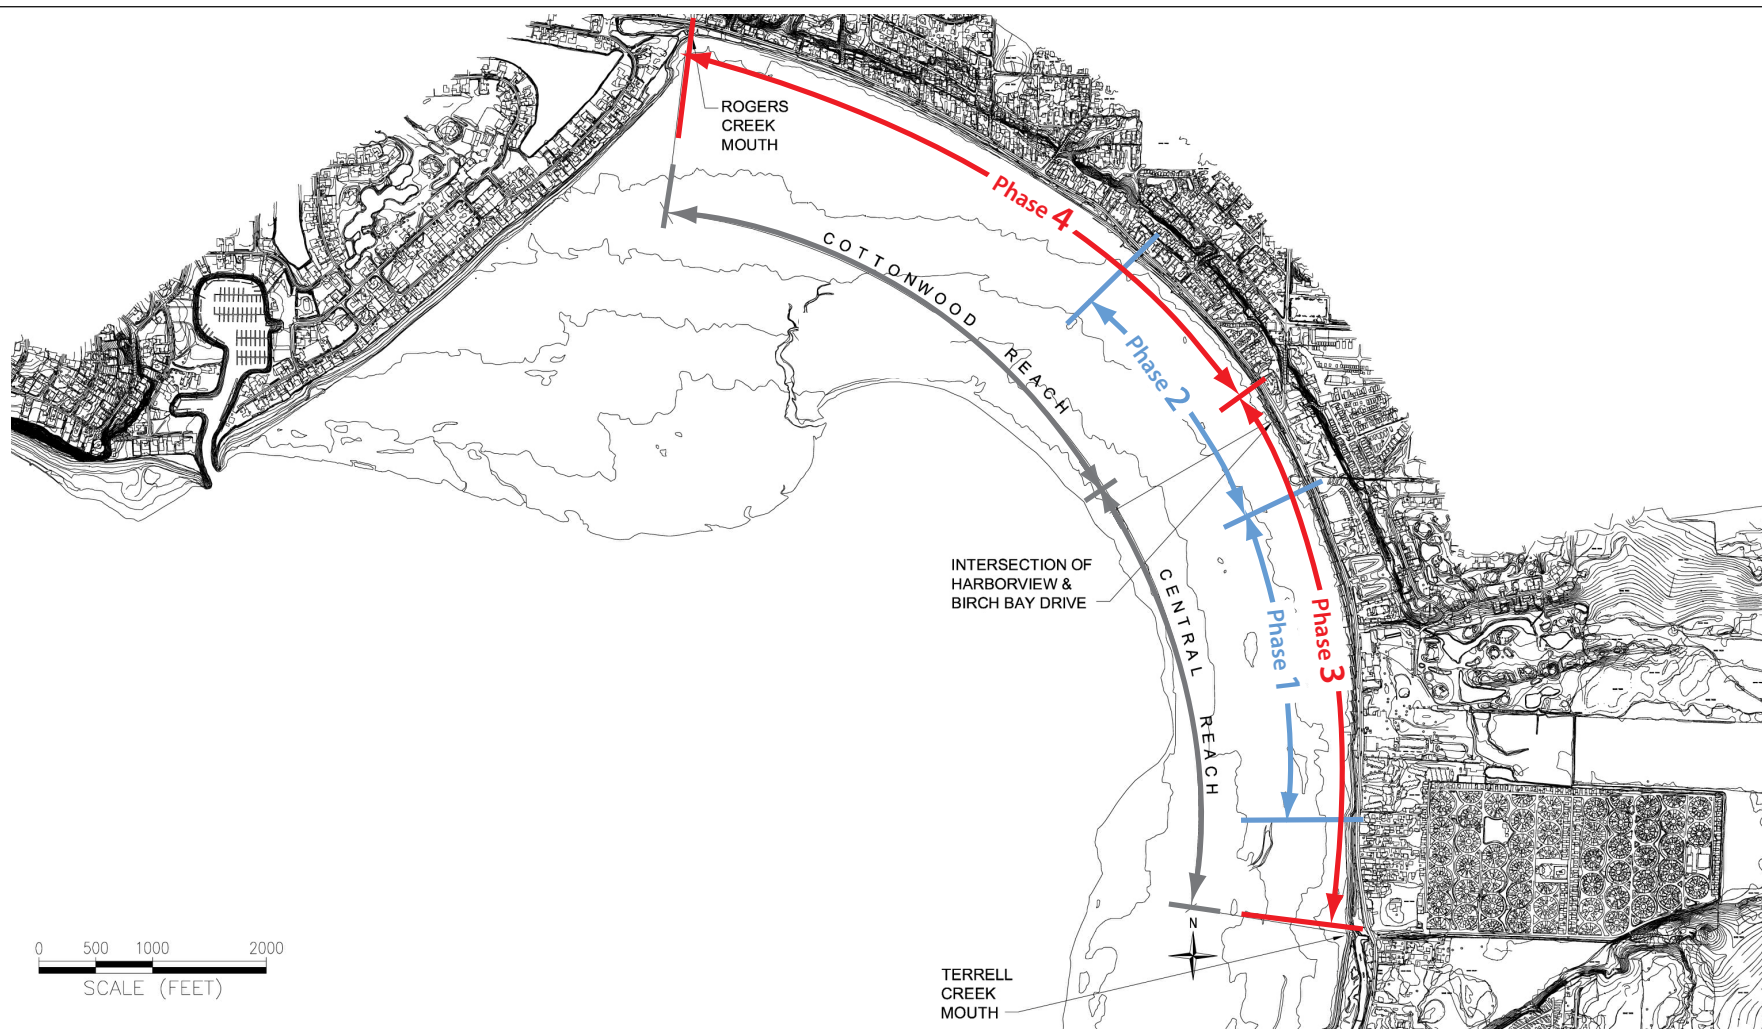 ROGERS
CREEK
MOUTH
Phase 4
COTTONWOOD REACH
Phase 2
INTERSECTION OF
HARBORVIEW &
BIRCH BAY DRIVE
CENTRAL REACH
Phase 1
Phase 3
N
TERRELL
CREEK
MOUTH
0 500 1000 2000
SCALE (FEET)